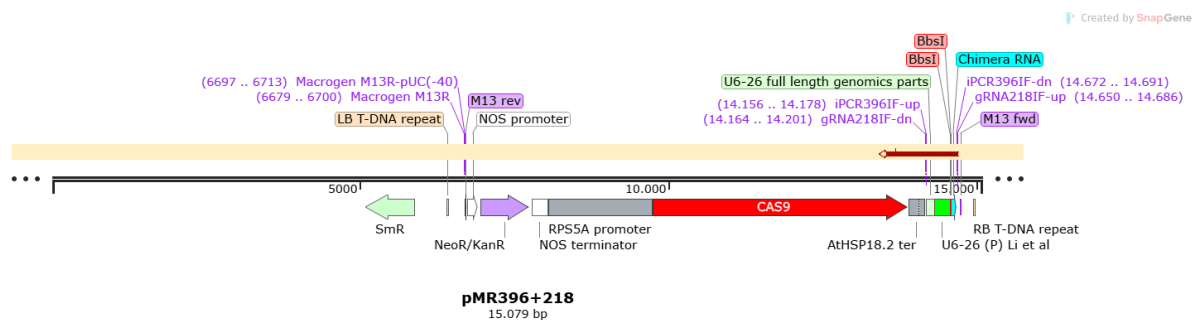 Created by SnapGene
BbsI
BbsI
Chimera RNA
(6697 .. 6713) Macrogen M13R-pUC(-40)
U6-26 full length genomics parts
iPCR396IF-dn (14.672 .. 14.691)
(6679 .. 6700) Macrogen M13R
M13 rev
(14.156 .. 14.178) iPCR396IF-up
gRNA218IF-up (14.650 .. 14.686)
LB T-DNA repeat
NOS promoter
(14.164 .. 14.201) gRNA218IF-dn
M13 fwd
5000
10.000
15.000
CAS9
SmR
RPS5A promoter
RB T-DNA repeat
NeoR/KanR
NOS terminator
AtHSP18.2 ter
U6-26 (P) Li et al
pMR396+218
15.079 bp